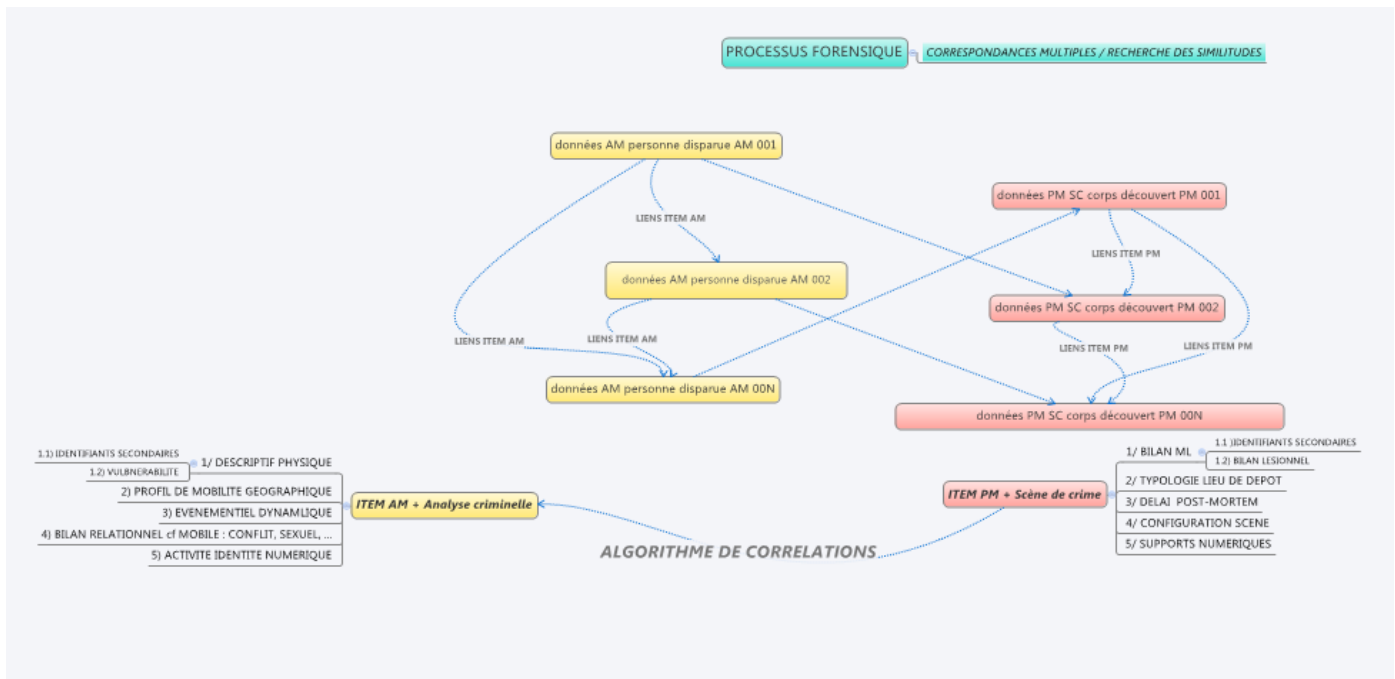 PROCESSUS FORENSIQUE
CORRESPONDANCES MULTIPLES / RECHERCHE DES SIMILITUDES
données AM personne disparue AM 001
données PM SC corps découvert PM 001
LIENS ITEM AM
LIENS ITEM PM
données AM personne disparue AM 002
données PM SC corps découvert PM 002
LIENS ITEM AM
LIENS ITEM AM
LIENS ITEM PM
LIENS ITEM PM
données AM personne disparue AM 00N
données PM SC corps découvert PM 00N
1.1) IDENTIFIANTS SECONDAIRES
1.2) VULBNERABILITE
1/ DESCRIPTIF PHYSIQUE
2) PROFIL DE MOBILITE GEOGRAPHIQUE
3) EVENEMENTIEL DYNAMLIQUE
4) BILAN RELATIONNEL cf MOBILE : CONFLIT, SEXUEL, ...
5) ACTIVITE IDENTITE NUMERIQUE
ITEM AM + Analyse criminelle
ALGORITHME DE CORRELATIONS
ITEM PM + Scène de crime
1/ BILAN ML
1.1 )IDENTIFIANTS SECONDAIRES
1.2) BILAN LESIONNEL
2/ TYPOLOGIE LIEU DE DEPOT
3/ DELAI POST-MORTEM
4/ CONFIGURATION SCENE
5/ SUPPORTS NUMERIQUES